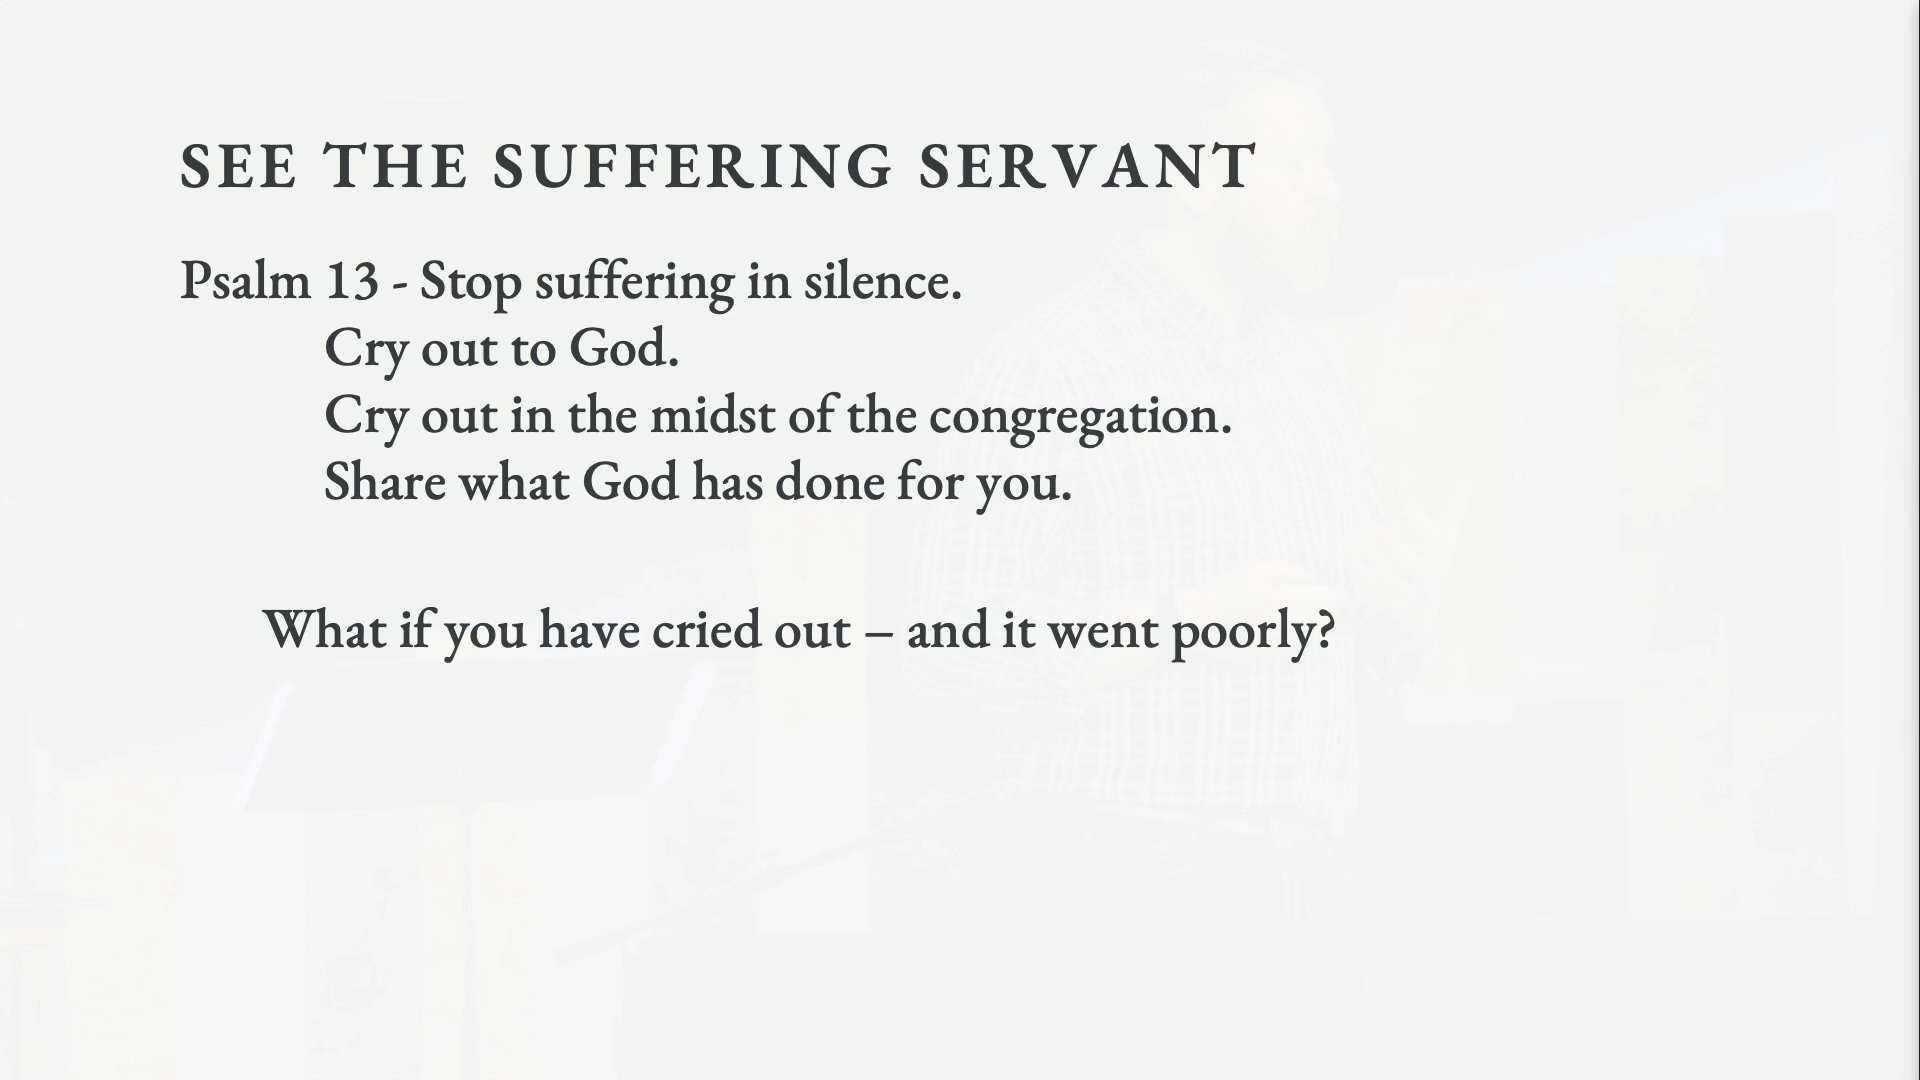 SEE THE SUFFERING SERVANT
Psalm 13 - Stop suffering in silence.
Cry out to God.
Cry out in the midst of the congregation.
Share what God has done for you.
What if you have cried out – and it went poorly?